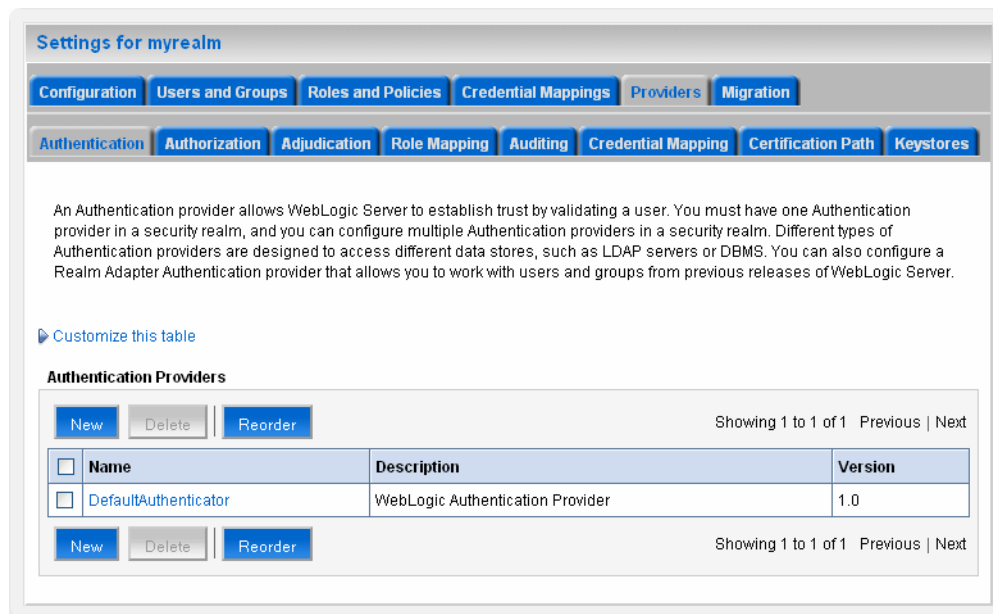 Settings for myrealm
Configuration Users and Groups Roles and Policies Credential Mappings Providers Migration
Authentication Authorization Adjudication Role Mapping Auditing Credential Mapping Certification Path Keystores
An Authentication provider allows WebLogic Server to establish trust by validating a user. You must have one Authentication
provider in a security realm, and you can configure multiple Authentication providers in a security realm. Different types of
Authentication providers are designed to access different data stores, such as LDAP servers or DBMS. You can also configure a
Realm Adapter Authentication provider that allows you to work with users and groups from previous releases of WebLogic Server.
Customize this table
Authentication Providers
New Delete Reorder Showing 1 to 1 of 1 Previous | Next
Name Description Version
DefaultAuthenticator WebLogic Authentication Provider 1.0
New Delete Reorder Showing 1 to 1 of 1 Previous | Next